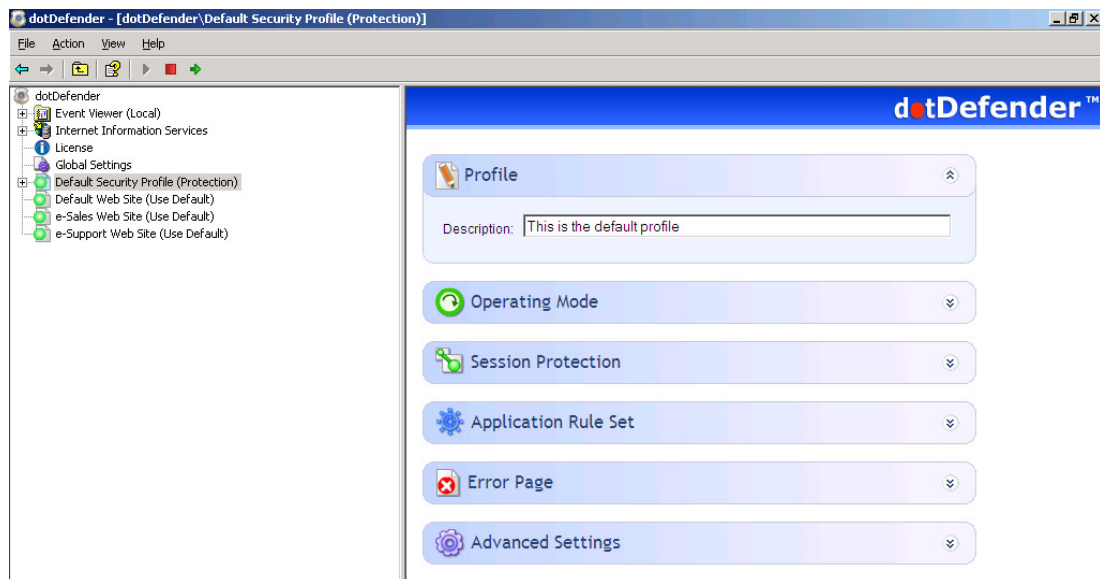 dotDefender - [dotDefender\Default Security Profile (Protection)]
File Action View Help
dotDefender
Event Viewer (Local)
Internet Information Services
License
Global Settings
Default Security Profile (Protection)
Default Web Site (Use Default)
e-Sales Web Site (Use Default)
e-Support Web Site (Use Default)
dotDefender™
Profile
Description: This is the default profile
Operating Mode
Session Protection
Application Rule Set
Error Page
Advanced Settings